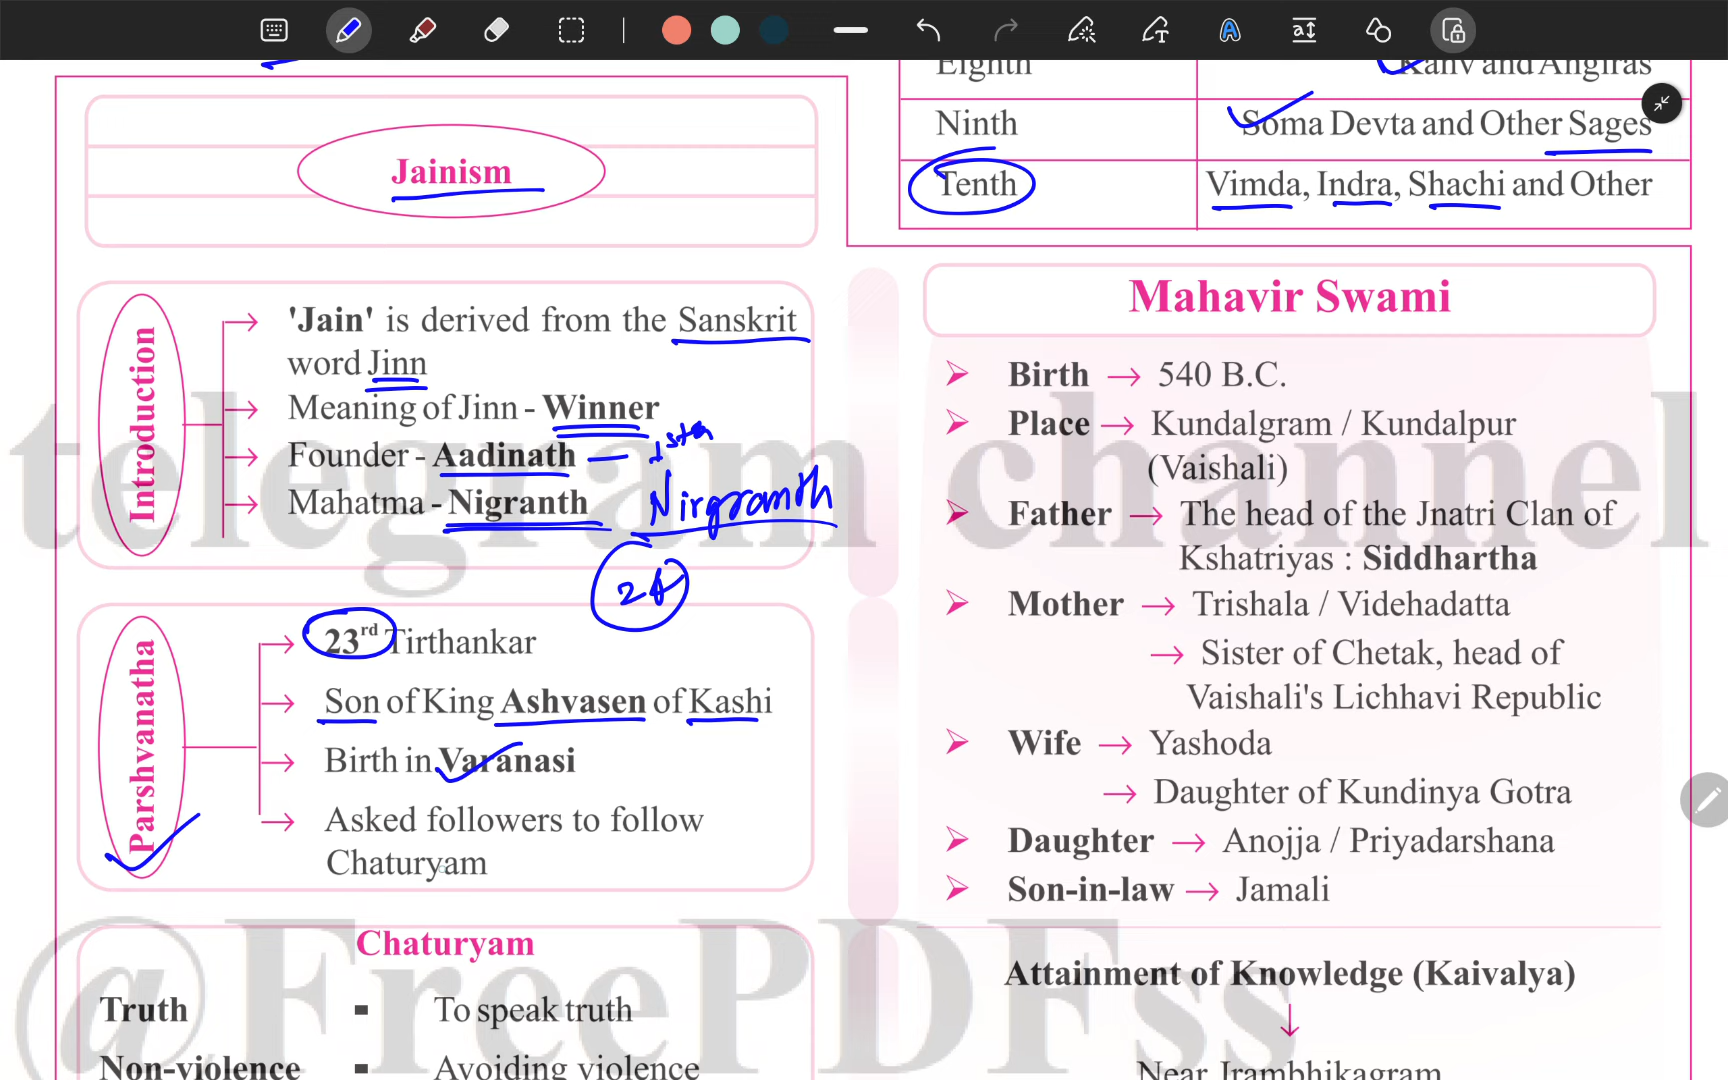 Eighth
Kanv and Angiras
Ninth
Soma Devta and Other Sages
Tenth
Vimda, Indra, Shachi and Other
Jainism
Introduction
'Jain' is derived from the Sanskrit
word Jinn
Meaning of Jinn - Winner
Founder - Aadinath — 1st
Mahatma - Nigranth
Nirgranth
24
Parshvanatha
23rd Tirthankar
Son of King Ashvasen of Kashi
Birth in Varanasi
Asked followers to follow
Chaturyam
Chaturyam
Truth ▪ To speak truth
Non-violence ▪ Avoiding violence
Mahavir Swami
Birth → 540 B.C.
Place → Kundalgram / Kundalpur
(Vaishali)
Father → The head of the Jnatri Clan of
Kshatriyas : Siddhartha
Mother → Trishala / Videhadatta
→ Sister of Chetak, head of
Vaishali's Lichhavi Republic
Wife → Yashoda
→ Daughter of Kundinya Gotra
Daughter → Anojja / Priyadarshana
Son-in-law → Jamali
Attainment of Knowledge (Kaivalya)
Near Jrambhikagram
telegram channel
@FreePDFss